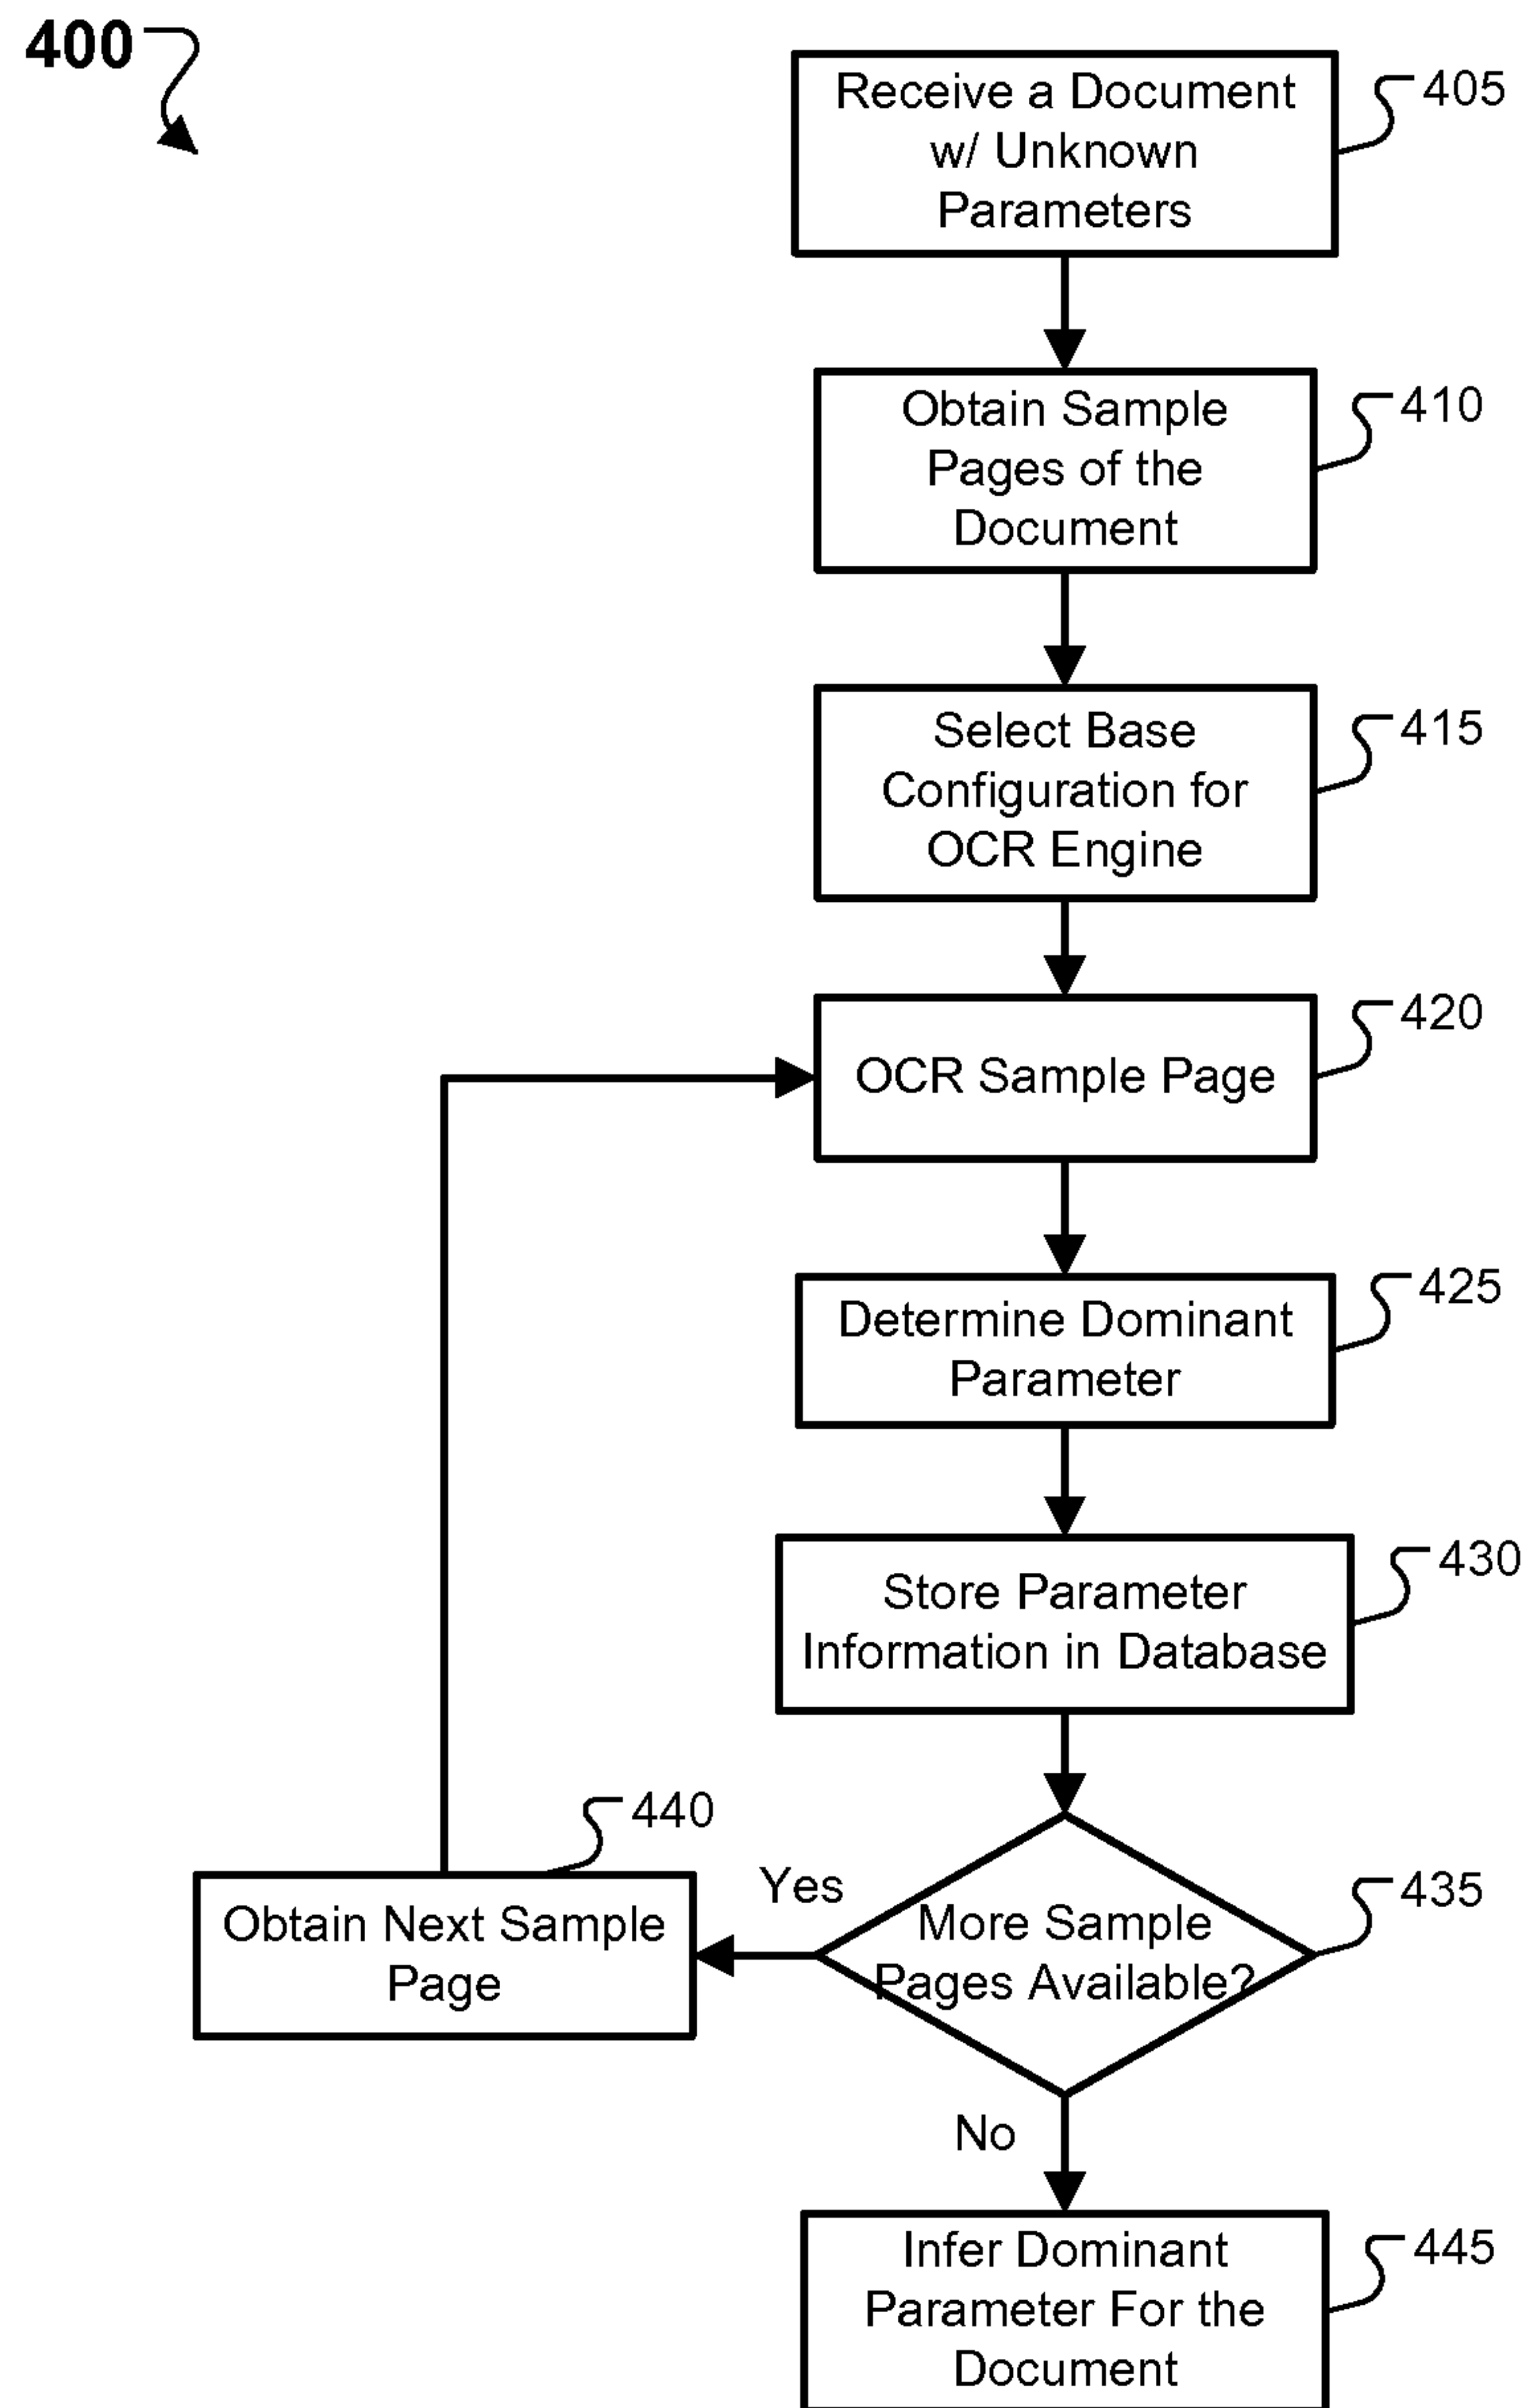 400
Receive a Document
w/ Unknown
Parameters
405
Obtain Sample
Pages of the
Document
410
Select Base
Configuration for
OCR Engine
415
OCR Sample Page
420
Determine Dominant
Parameter
425
Store Parameter
Information in Database
430
More Sample
Pages Available?
435
Yes
440
Obtain Next Sample
Page
No
Infer Dominant
Parameter For the
Document
445